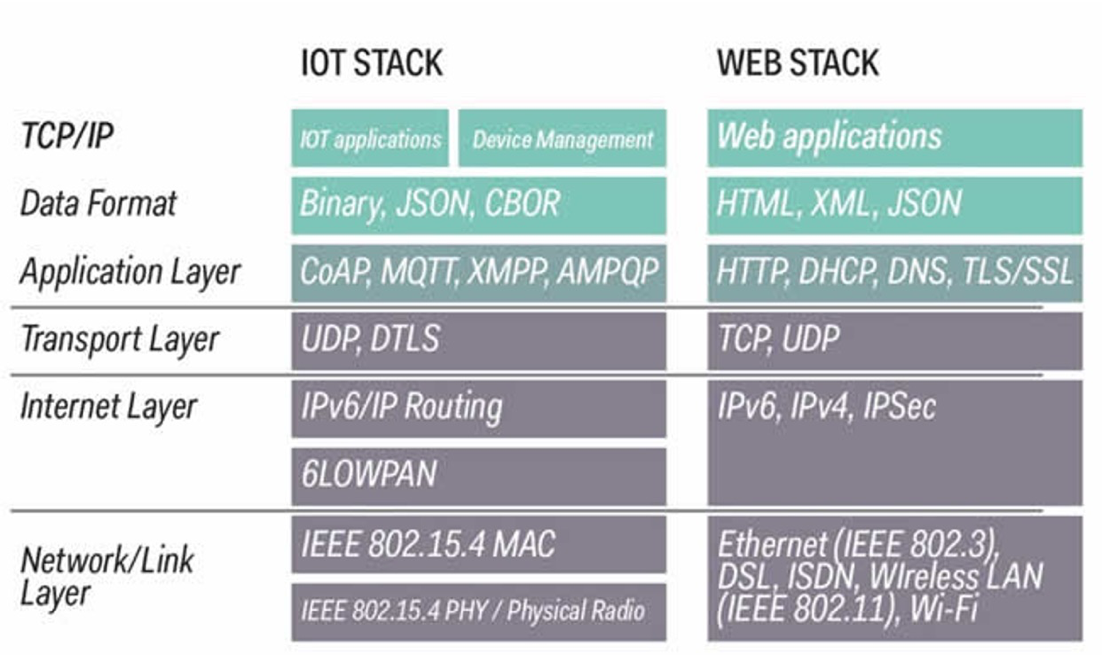 IOT STACK WEB STACK
TCP/IP IOT applications Device Management Web applications
Data Format Binary, JSON, CBOR HTML, XML, JSON
Application Layer CoAP, MQTT, XMPP, AMPQP HTTP, DHCP, DNS, TLS/SSL
Transport Layer UDP, DTLS TCP, UDP
Internet Layer IPv6/IP Routing IPv6, IPv4, IPSec
6LOWPAN
Network/Link
Layer
IEEE 802.15.4 MAC
IEEE 802.15.4 PHY / Physical Radio
Ethernet (IEEE 802.3),
DSL, ISDN, WIreless LAN
(IEEE 802.11), Wi-Fi